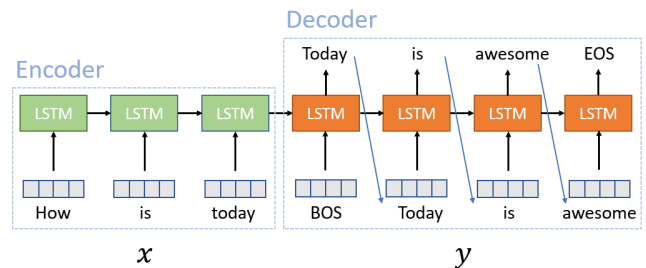 Decoder
Today is awesome EOS
Encoder
LSTM LSTM LSTM LSTM LSTM LSTM LSTM
How is today BOS Today is awesome
x y